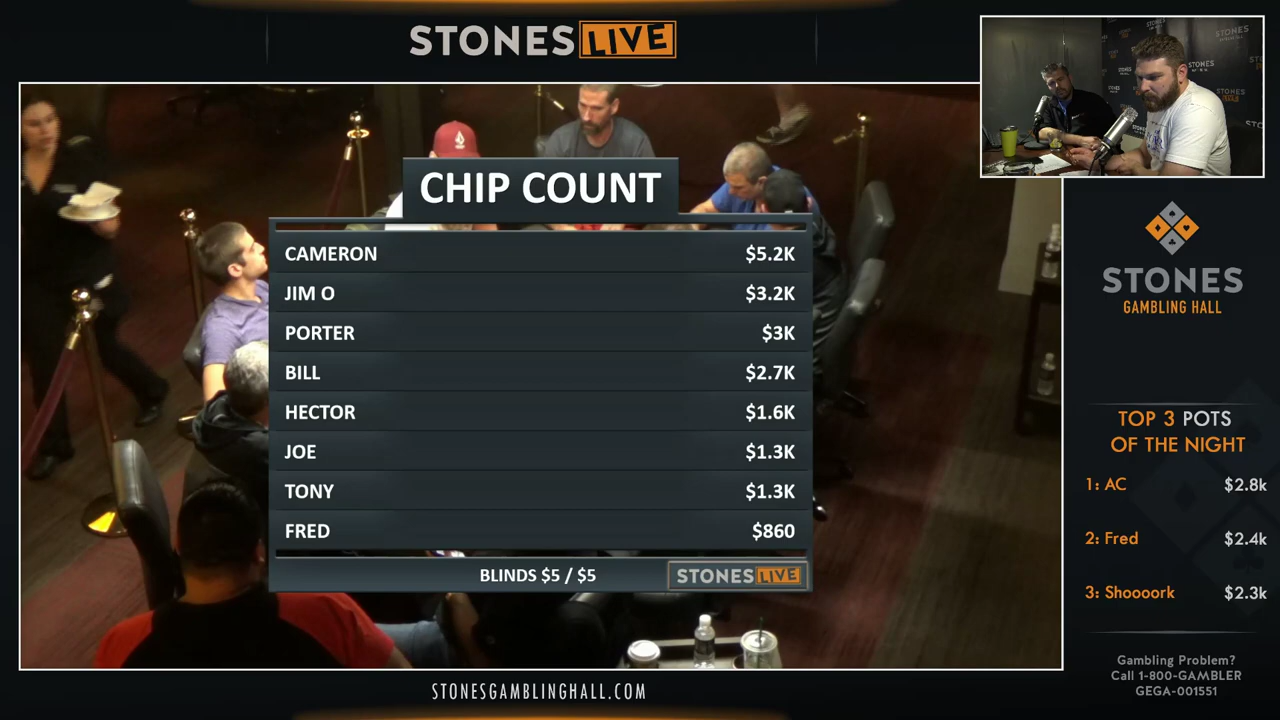 STONES LIVE
CHIP COUNT
CAMERON $5.2K
JIM O $3.2K
PORTER $3K
BILL $2.7K
HECTOR $1.6K
JOE $1.3K
TONY $1.3K
FRED $860
BLINDS $5 / $5
STONES LIVE
STONESGAMBLINGHALL.COM
STONES
STONES
STONES
GAMBLING HALL
TOP 3 POTS
OF THE NIGHT
1: AC $2.8k
2: Fred $2.4k
3: Shoooork $2.3k
Gambling Problem?
Call 1-800-GAMBLER
GEGA-001551